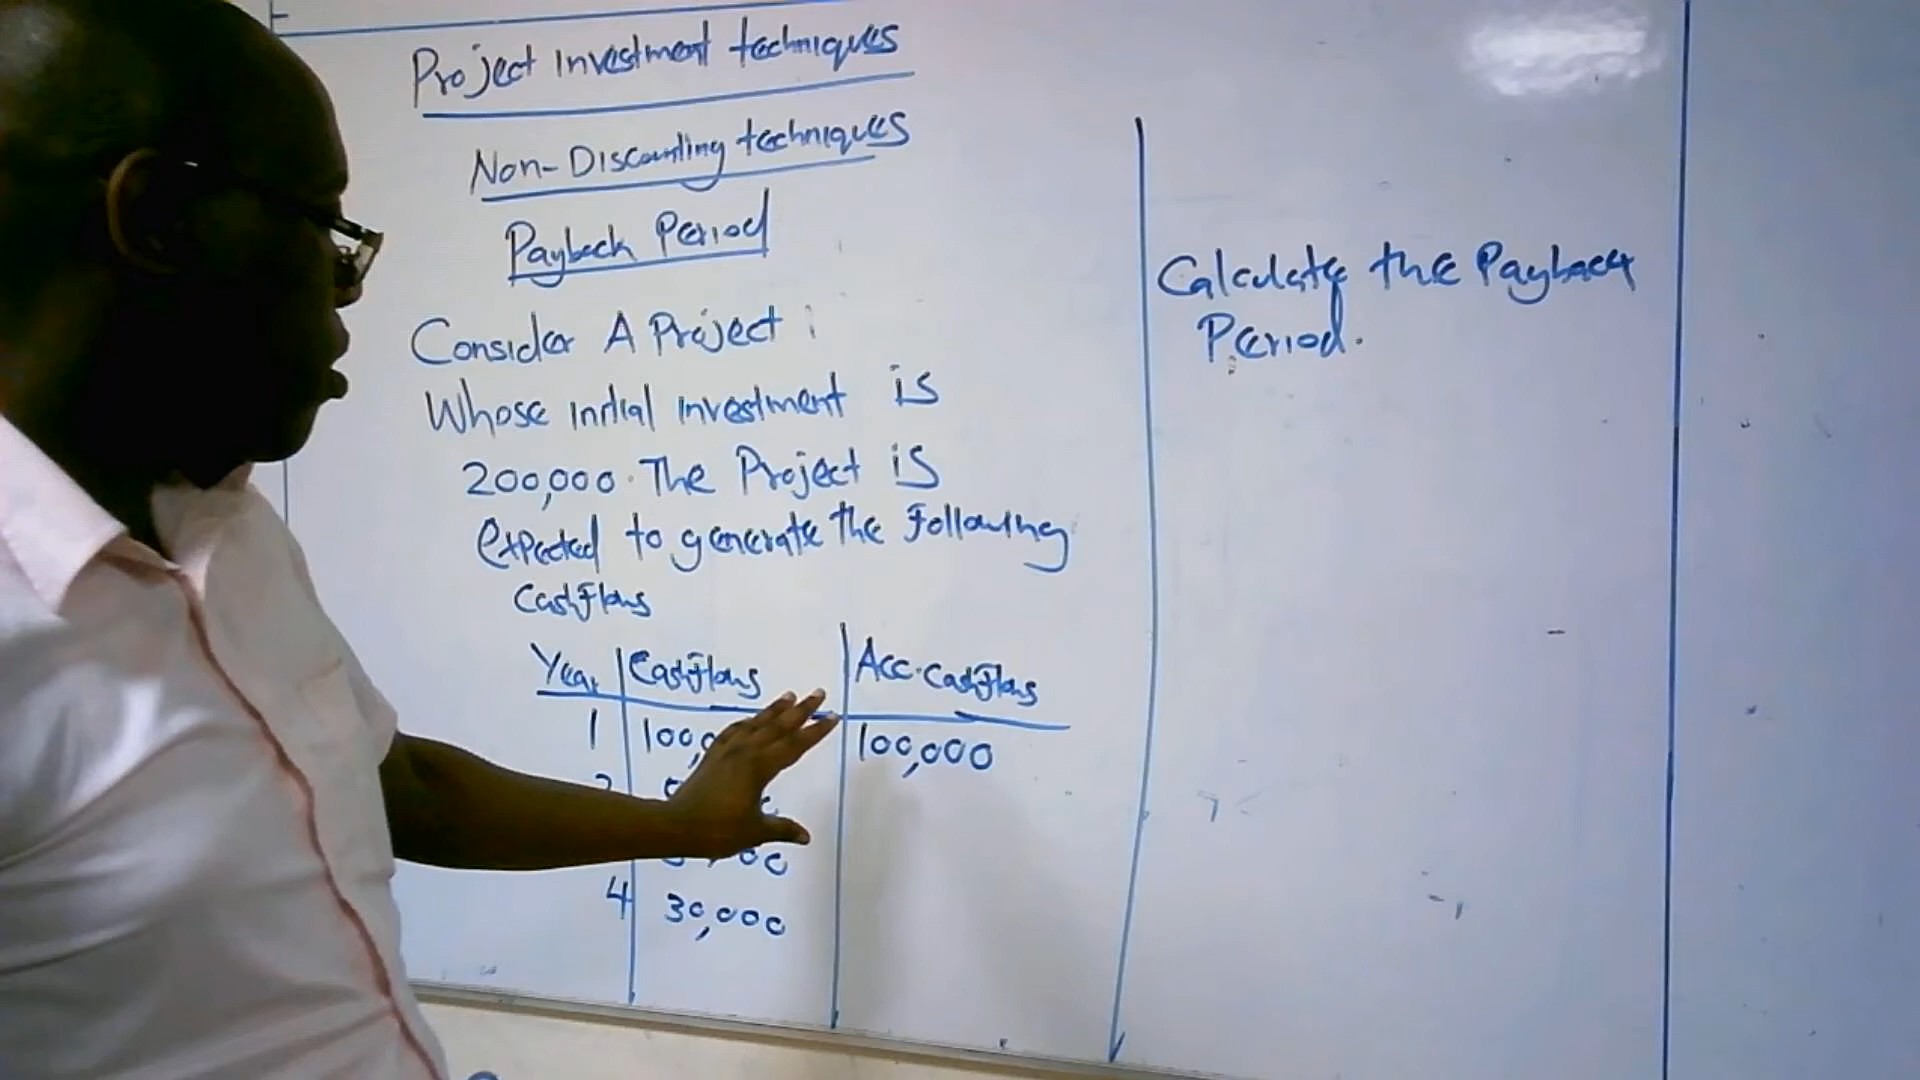 Project Investment techniques
Non-Discounting techniques
Payback Period
Consider A Project
Whose initial investment is
200,000. The Project is
expected to generate the Following
Cashflows
Year Cashflows Acc. Cashflows
1 100,000
4 30,000
Calculate the Payback
Period.